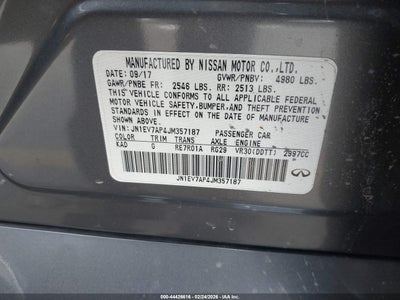 MANUFACTURED BY NISSAN MOTOR CO.,LTD.
DATE: 09/17 GVWR/PNBV: 4980 LBS.
GAWR/PNBE FR: 2546 LBS. RR: 2513 LBS.
THIS VEHICLE CONFORMS TO ALL APPLICABLE FEDERAL
MOTOR VEHICLE SAFETY,BUMPER,AND THEFT PREVENTION
STANDARDS IN EFFECT ON THE DATE OF MANUFACTURE
SHOWN ABOVE.
VIN: JN1EV7AP4JM357187 PASSENGER CAR
COLOR TRIM TRANS AXLE ENGINE
KAD G RE7R01A RG29 VR30(DDTT) 2997CC
JN1EV7AP4JM357187
000-44426616 - 02/24/2026 - IAAI.COM